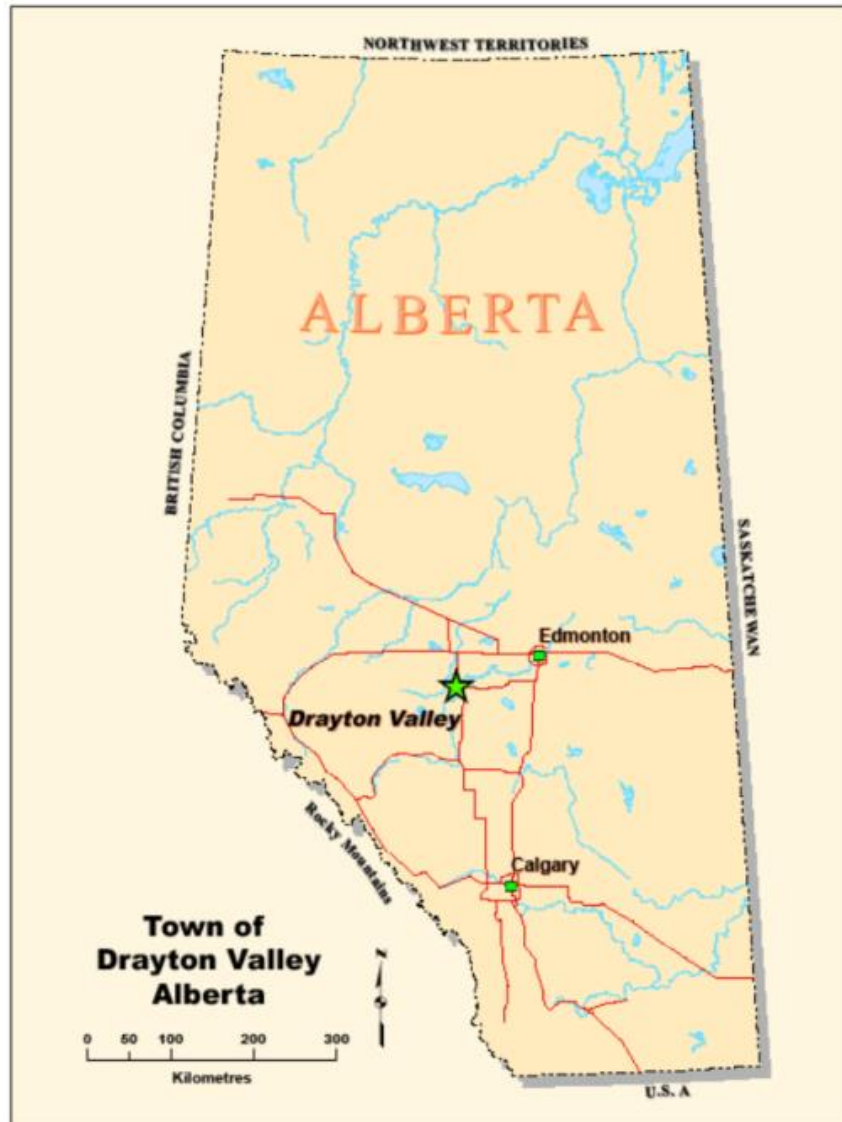 NORTHWEST TERRITORIES
ALBERTA
BRITISH COLUMBIA
SASKATCHEWAN
Edmonton
Drayton Valley
Rocky Mountains
Calgary
Town of
Drayton Valley
Alberta
N
0 50 100 200 300
Kilometres
U.S. A